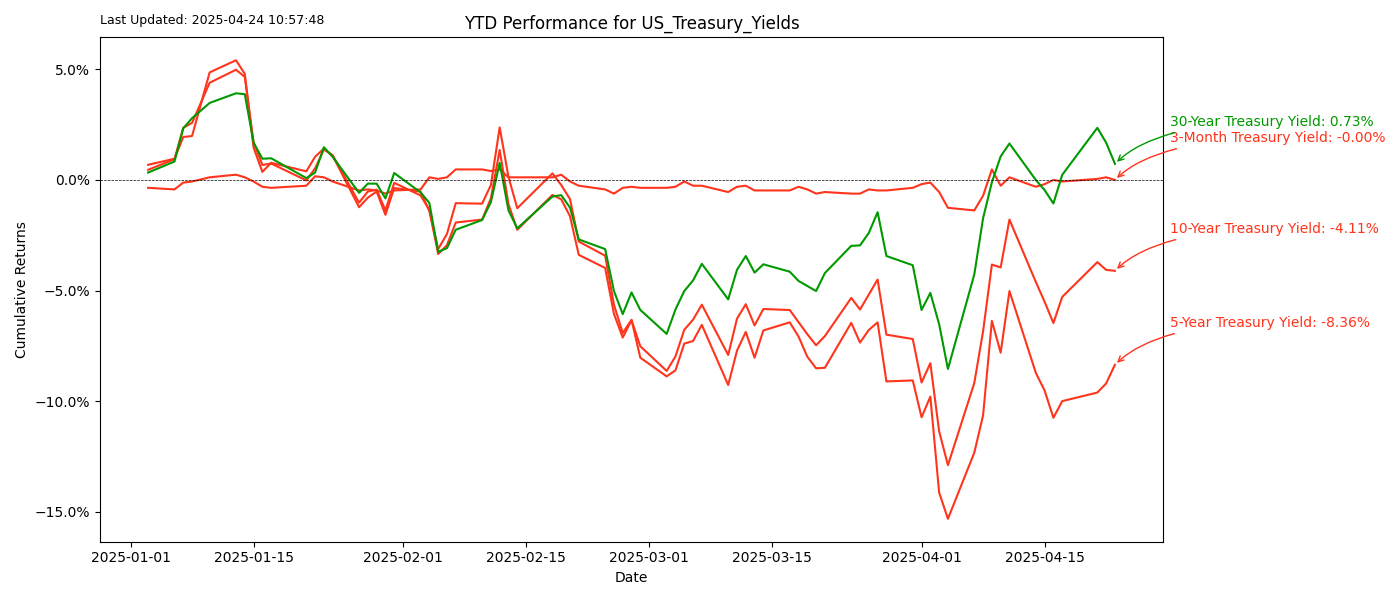 Last Updated: 2025-04-24 10:57:48
YTD Performance for US_Treasury_Yields
5.0%
0.0%
−5.0%
−10.0%
−15.0%
Cumulative Returns
30-Year Treasury Yield: 0.73%
3-Month Treasury Yield: -0.00%
10-Year Treasury Yield: -4.11%
5-Year Treasury Yield: -8.36%
2025-01-01 2025-01-15 2025-02-01 2025-02-15 2025-03-01 2025-03-15 2025-04-01 2025-04-15
Date